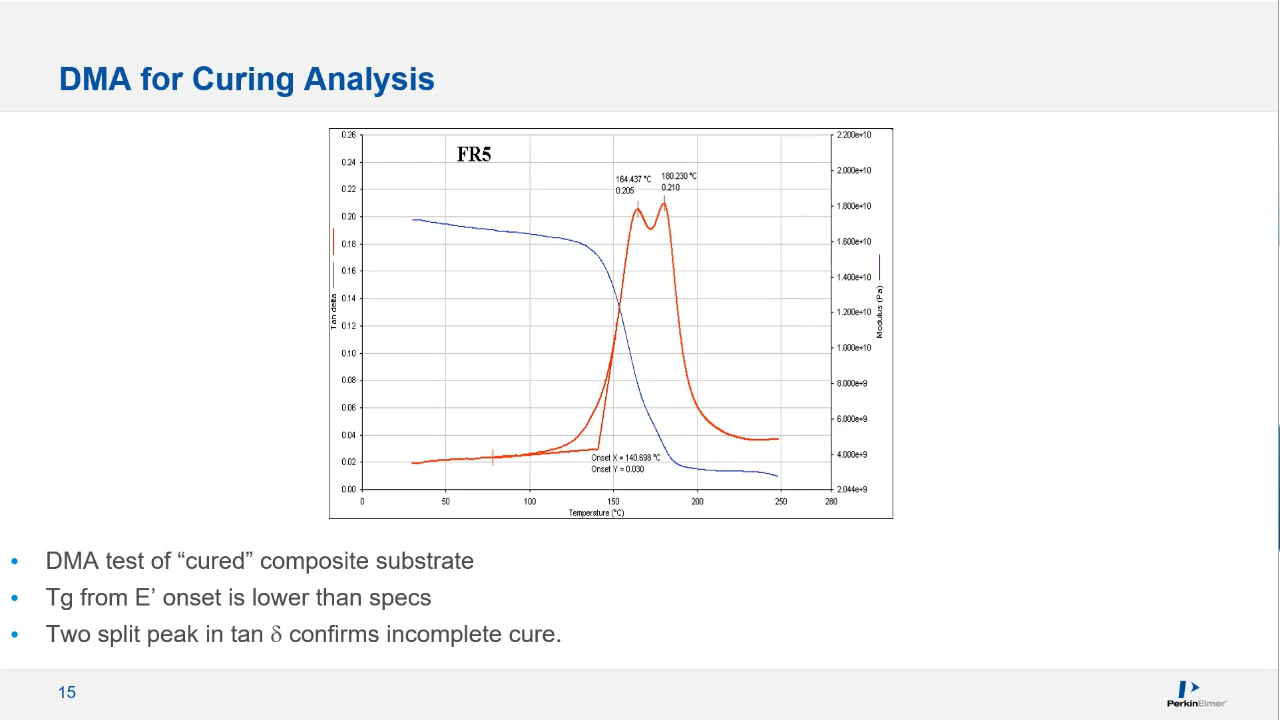 DMA for Curing Analysis
FR5
164.437 °C
0.205
180.230 °C
0.210
0.26
0.24
0.22
0.20
0.18
0.16
0.14
0.12
0.10
0.08
0.06
0.04
0.02
0.00
Tan delta
2.200e+10
2.000e+10
1.800e+10
1.600e+10
1.400e+10
1.200e+10
1.000e+10
8.000e+9
6.000e+9
4.000e+9
2.044e+9
Modulus (Pa)
Onset X = 140.698 °C
Onset Y = 0.030
0 50 100 150 200 250 280
Temperature (°C)
• DMA test of “cured” composite substrate
• Tg from E’ onset is lower than specs
• Two split peak in tan δ confirms incomplete cure.
15
PerkinElmer